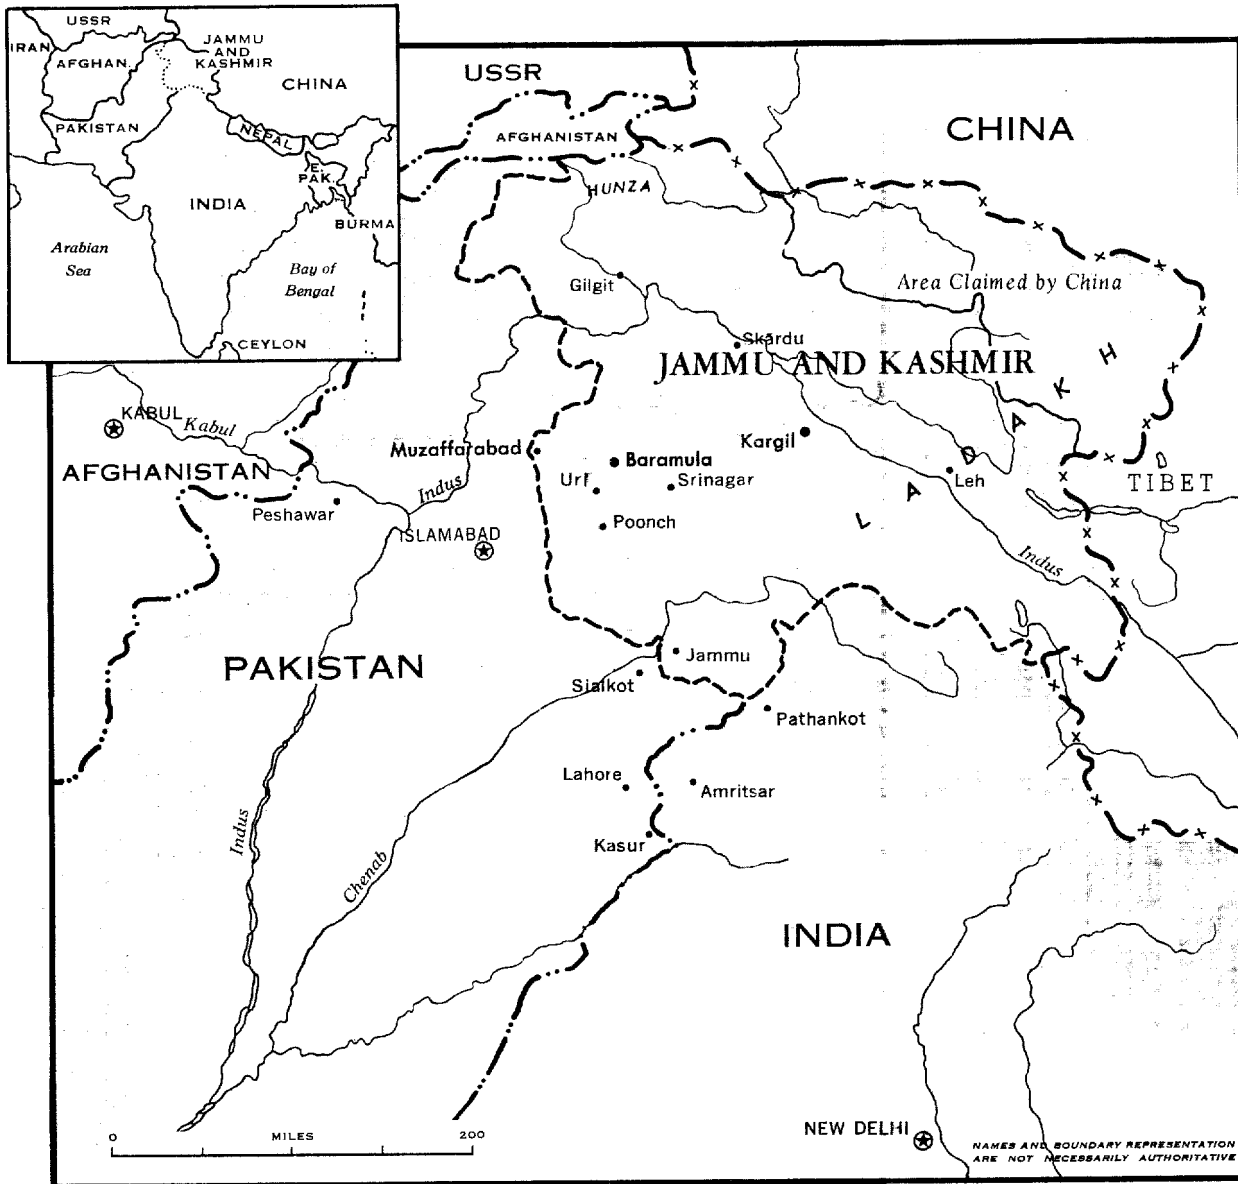 USSR
IRAN
AFGHAN.
JAMMU
AND
KASHMIR
CHINA
PAKISTAN
NEPAL
E.
PAK.
INDIA
BURMA
Arabian
Sea
Bay of
Bengal
CEYLON
USSR
AFGHANISTAN
CHINA
HUNZA
Gilgit
Area Claimed by China
Skardu
JAMMU AND KASHMIR
LADAKH
KABUL
Kabul
Muzaffarabad
Baramula
Kargil
AFGHANISTAN
Indus
Uri
Srinagar
Leh
TIBET
Peshawar
ISLAMABAD
Poonch
Indus
PAKISTAN
Jammu
Sialkot
Pathankot
Lahore
Amritsar
Indus
Kasur
Chenab
INDIA
0 MILES 200
NEW DELHI
NAMES AND BOUNDARY REPRESENTATION
ARE NOT NECESSARILY AUTHORITATIVE